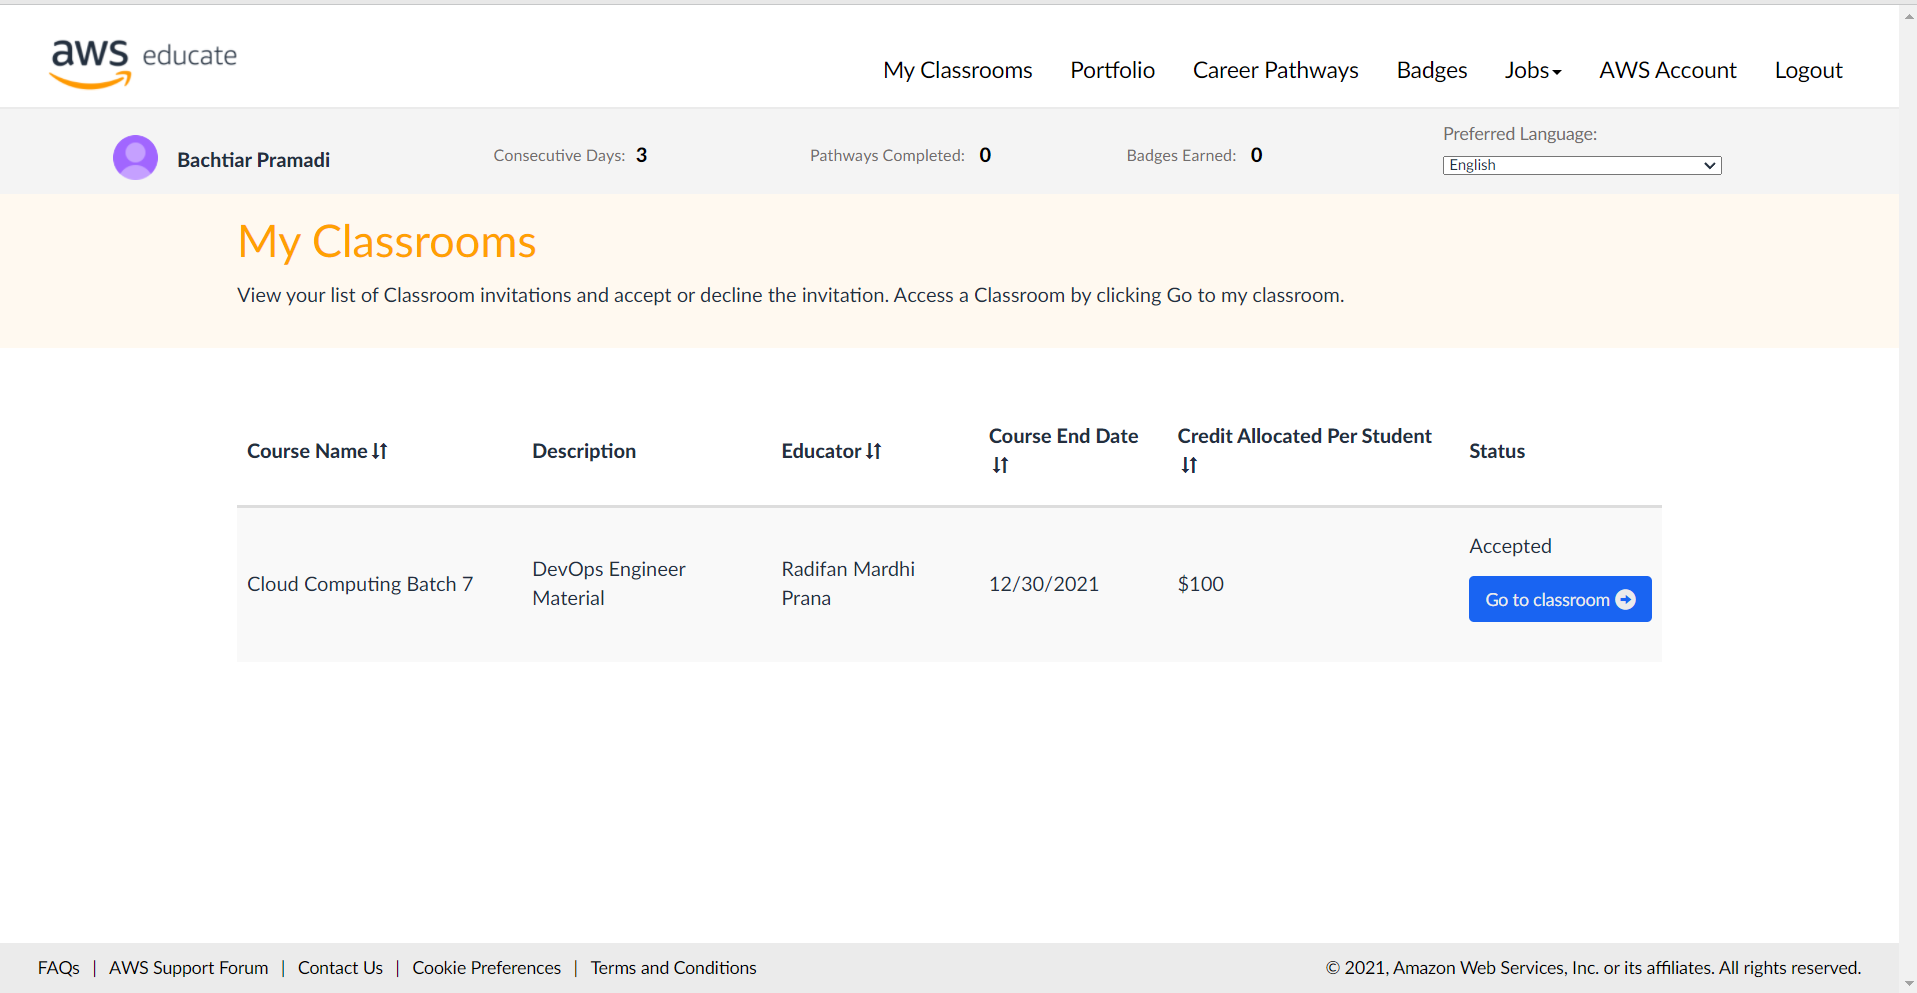 aws educate
My Classrooms Portfolio Career Pathways Badges Jobs AWS Account Logout
Bachtiar Pramadi
Consecutive Days: 3
Pathways Completed: 0
Badges Earned: 0
Preferred Language:
English
My Classrooms
View your list of Classroom invitations and accept or decline the invitation. Access a Classroom by clicking Go to my classroom.
Course Name Description Educator Course End Date Credit Allocated Per Student Status
Cloud Computing Batch 7
DevOps Engineer
Material
Radifan Mardhi
Prana
12/30/2021
$100
Accepted
Go to classroom
FAQs | AWS Support Forum | Contact Us | Cookie Preferences | Terms and Conditions
© 2021, Amazon Web Services, Inc. or its affiliates. All rights reserved.